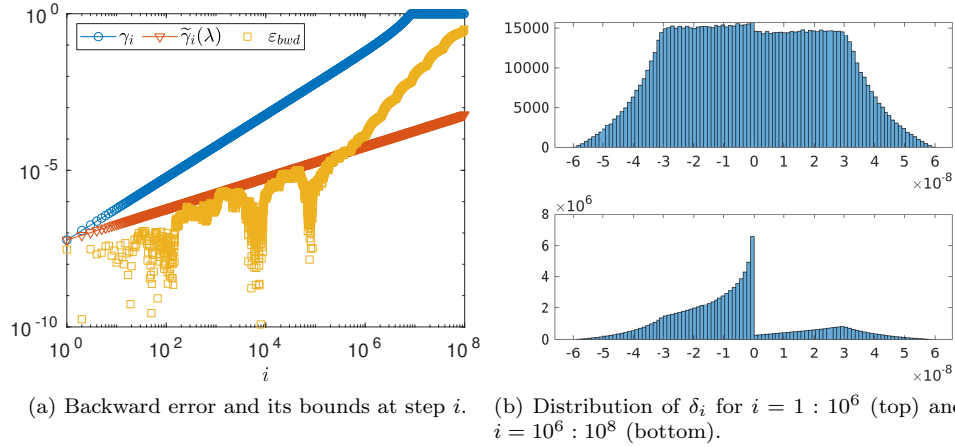 10^0
γ_i
γ̃_i(λ)
ε_bwd
10^-5
10^-10
10^0 10^2 10^4 10^6 10^8
i
15000
10000
5000
0
-6 -5 -4 -3 -2 -1 0 1 2 3 4 5 6
×10^-8
8 ×10^6
6
4
2
0
-6 -5 -4 -3 -2 -1 0 1 2 3 4 5 6
×10^-8
(a) Backward error and its bounds at step i.
(b) Distribution of δ_i for i = 1 : 10^6 (top) and
i = 10^6 : 10^8 (bottom).